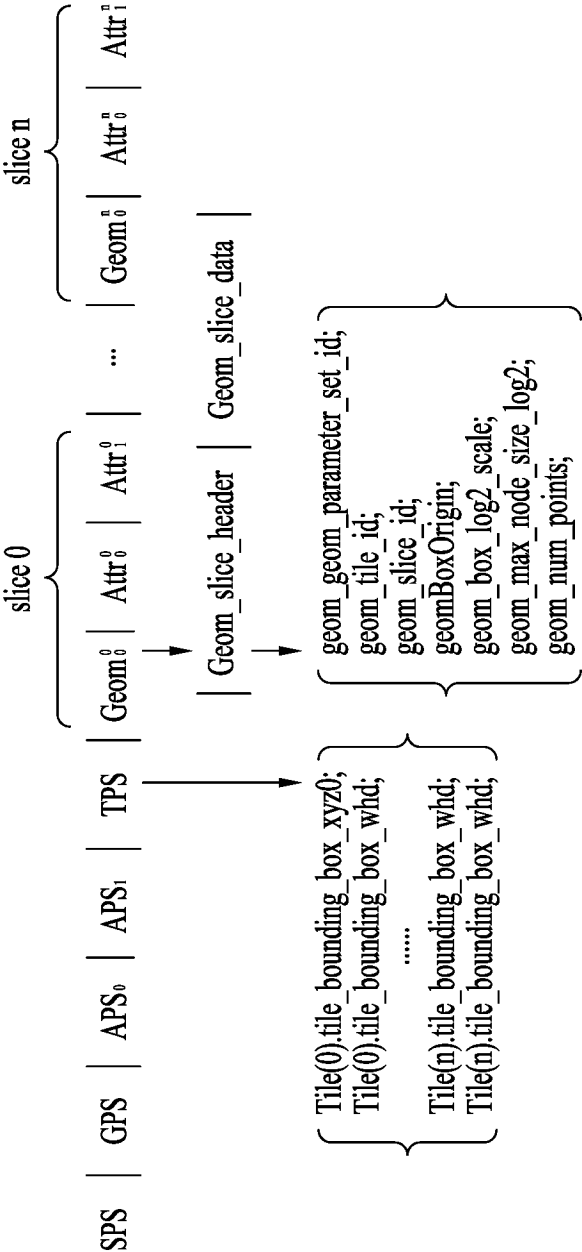 slice 0 slice n
SPS | GPS | APS₀ | APS₁ | TPS | Geom₀⁰ | Attr₀⁰ | Attr₁⁰ | ... | Geom₀ⁿ | Attr₀ⁿ | Attr₁ⁿ
| Geom_slice_header | Geom_slice_data |
Tile(0).tile_bounding_box_xyz0;
Tile(0).tile_bounding_box_whd;
......
Tile(n).tile_bounding_box_whd;
Tile(n).tile_bounding_box_whd;
geom_geom_parameter_set_id;
geom_tile_id;
geom_slice_id;
geomBoxOrigin;
geom_box_log2_scale;
geom_max_node_size_log2;
geom_num_points;